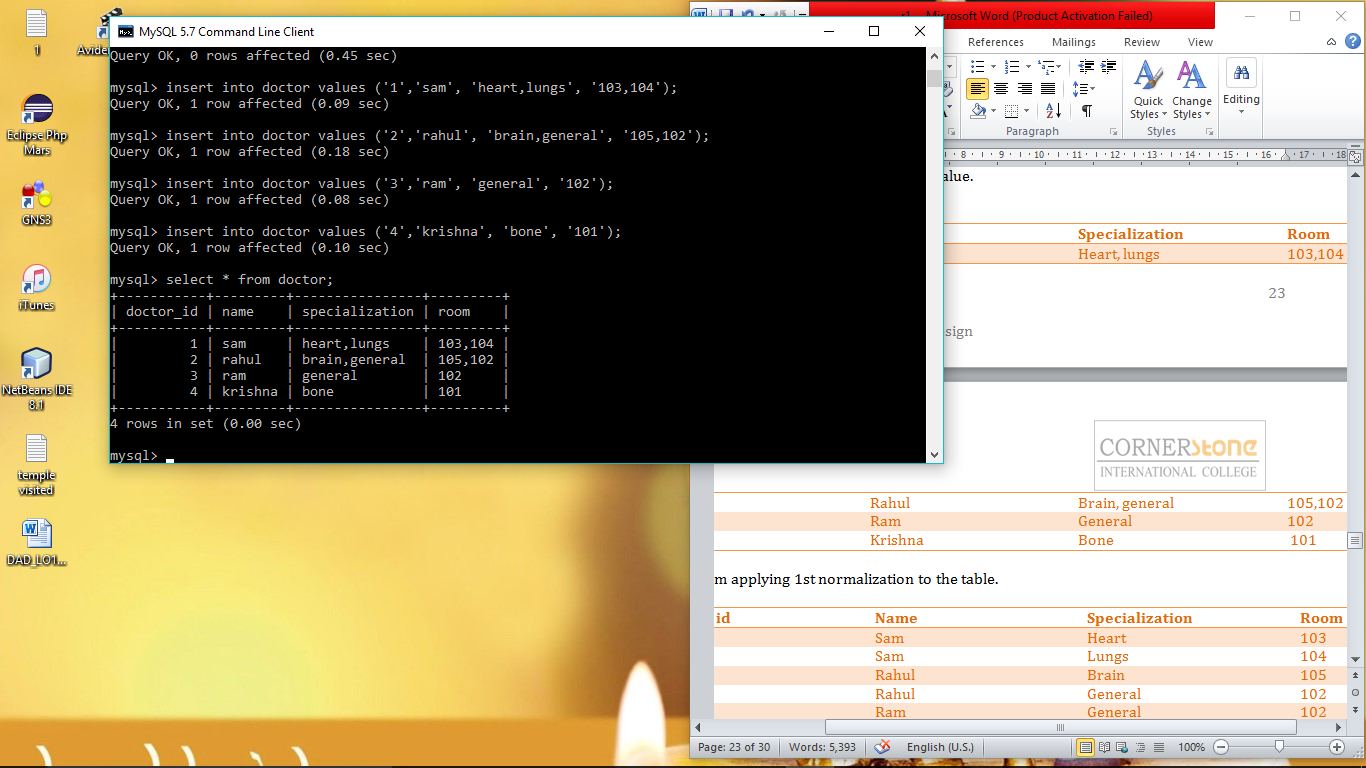 1
Avide
Eclipse Php
Mars
GNS3
iTunes
NetBeans IDE
8.1
temple
visited
DAD_LO1...
MySQL 5.7 Command Line Client
Query OK, 0 rows affected (0.45 sec)
mysql> insert into doctor values ('1','sam', 'heart,lungs', '103,104');
Query OK, 1 row affected (0.09 sec)
mysql> insert into doctor values ('2','rahul', 'brain,general', '105,102');
Query OK, 1 row affected (0.18 sec)
mysql> insert into doctor values ('3','ram', 'general', '102');
Query OK, 1 row affected (0.08 sec)
mysql> insert into doctor values ('4','krishna', 'bone', '101');
Query OK, 1 row affected (0.10 sec)
mysql> select * from doctor;
+-----------+---------+----------------+---------+
| doctor_id | name    | specialization | room    |
+-----------+---------+----------------+---------+
|         1 | sam     | heart,lungs    | 103,104 |
|         2 | rahul   | brain,general  | 105,102 |
|         3 | ram     | general        | 102     |
|         4 | krishna | bone           | 101     |
+-----------+---------+----------------+---------+
4 rows in set (0.00 sec)
mysql>
Microsoft Word (Product Activation Failed)
References Mailings Review View
Quick Styles Change Styles Editing
Paragraph Styles
8 9 10 11 12 13 14 15 16 17 18
alue.
Specialization Room
Heart, lungs 103,104
23
sign
CORNERstone
INTERNATIONAL COLLEGE
Rahul Brain, general 105,102
Ram General 102
Krishna Bone 101
m applying 1st normalization to the table.
id Name Specialization Room
Sam Heart 103
Sam Lungs 104
Rahul Brain 105
Rahul General 102
Ram General 102
Page: 23 of 30 Words: 5,393 English (U.S.) 100%